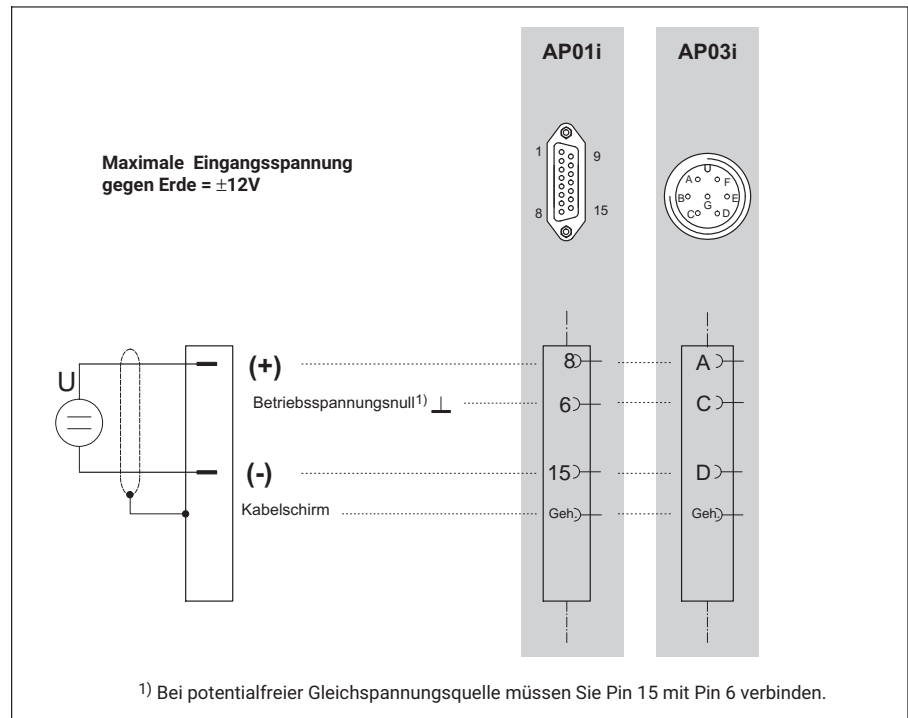 AP01i AP03i
1 9
8 15
A U F
B G E
C D
Maximale Eingangsspannung
gegen Erde = ±12V
U
(+) 8 A
Betriebsspannungsnull1) ⊥ 6 C
(-) 15 D
Kabelschirm Geh. Geh.
1) Bei potentialfreier Gleichspannungsquelle müssen Sie Pin 15 mit Pin 6 verbinden.